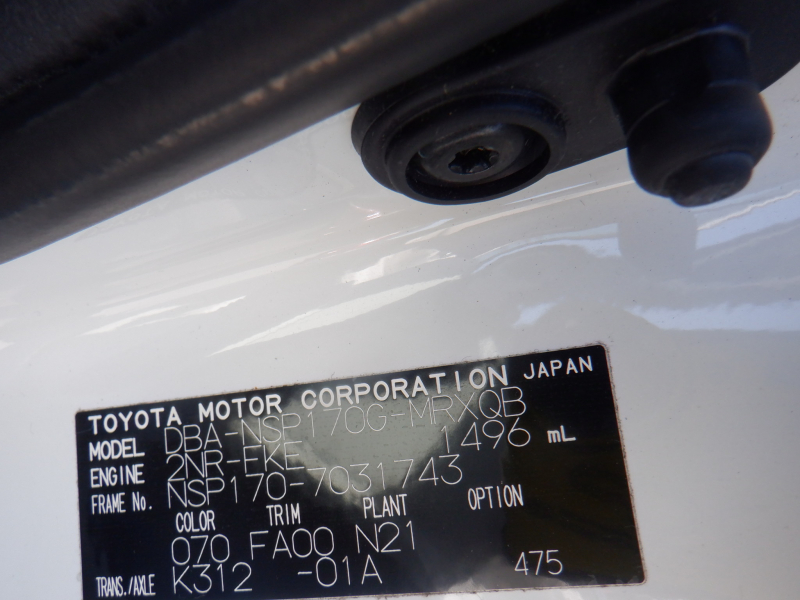 TOYOTA MOTOR CORPORATION JAPAN
MODEL DBA-NSP170G-MRXQB
ENGINE 2NR-FKE 1496 mL
FRAME No. NSP170-7031743
COLOR TRIM PLANT OPTION
070 FA00 N21
TRANS./AXLE K312 -01A 475